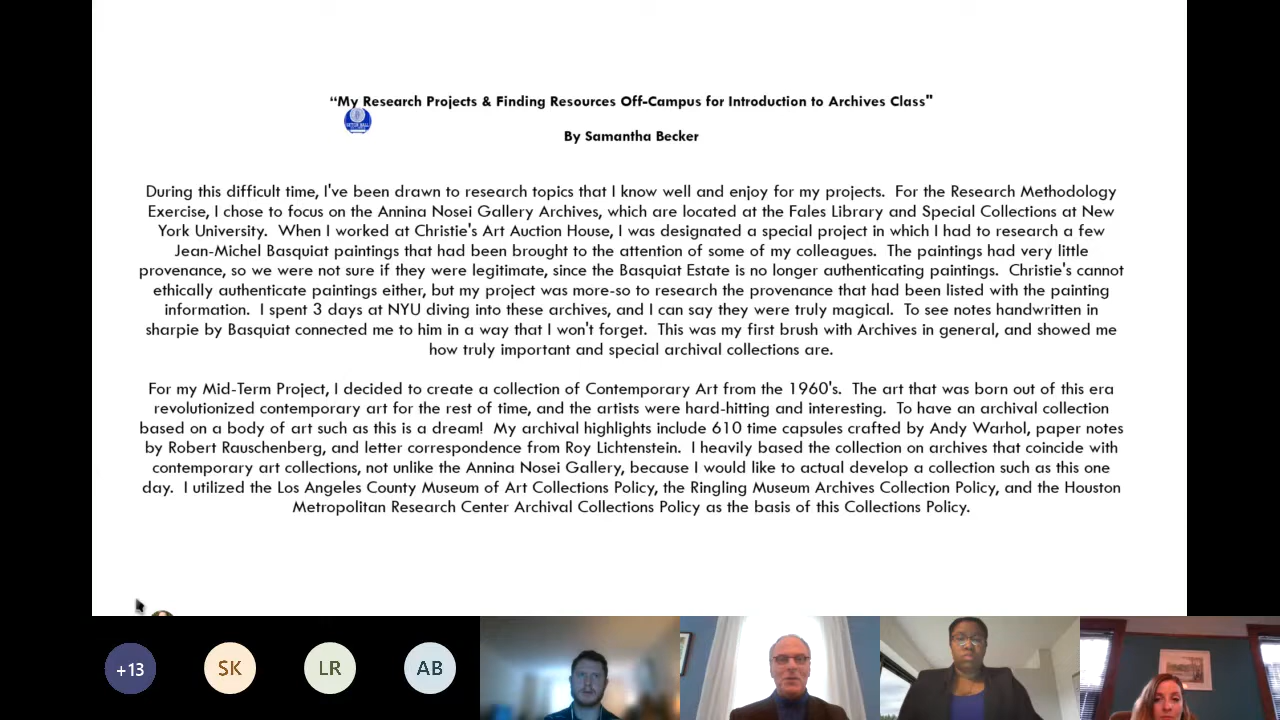 “My Research Projects & Finding Resources Off-Campus for Introduction to Archives Class"
By Samantha Becker
During this difficult time, I've been drawn to research topics that I know well and enjoy for my projects.  For the Research Methodology
Exercise, I chose to focus on the Annina Nosei Gallery Archives, which are located at the Fales Library and Special Collections at New
York University.  When I worked at Christie's Art Auction House, I was designated a special project in which I had to research a few
Jean-Michel Basquiat paintings that had been brought to the attention of some of my colleagues.  The paintings had very little
provenance, so we were not sure if they were legitimate, since the Basquiat Estate is no longer authenticating paintings.  Christie's cannot
ethically authenticate paintings either, but my project was more-so to research the provenance that had been listed with the painting
information.  I spent 3 days at NYU diving into these archives, and I can say they were truly magical.  To see notes handwritten in
sharpie by Basquiat connected me to him in a way that I won't forget.  This was my first brush with Archives in general, and showed me
how truly important and special archival collections are.
For my Mid-Term Project, I decided to create a collection of Contemporary Art from the 1960's.  The art that was born out of this era
revolutionized contemporary art for the rest of time, and the artists were hard-hitting and interesting.  To have an archival collection
based on a body of art such as this is a dream!  My archival highlights include 610 time capsules crafted by Andy Warhol, paper notes
by Robert Rauschenberg, and letter correspondence from Roy Lichtenstein.  I heavily based the collection on archives that coincide with
contemporary art collections, not unlike the Annina Nosei Gallery, because I would like to actual develop a collection such as this one
day.  I utilized the Los Angeles County Museum of Art Collections Policy, the Ringling Museum Archives Collection Policy, and the Houston
Metropolitan Research Center Archival Collections Policy as the basis of this Collections Policy.
+13
SK
LR
AB